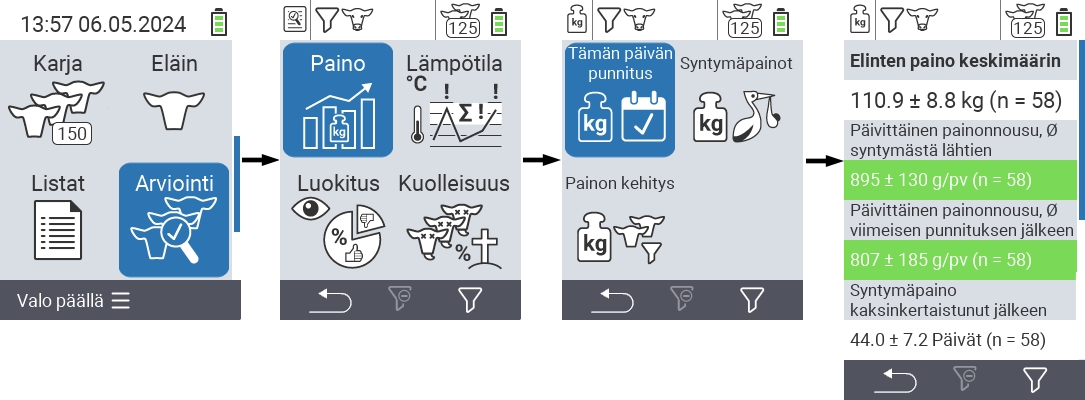 13:57 06.05.2024
Karja
Eläin
150
Listat
Arviointi
Valo päällä
125
Paino
Lämpötila
°C
! !
Σ !
kg
Luokitus
Kuolleisuus
%
%
kg
125
Tämän päivän
punnitus
Syntymäpainot
kg
kg
Painon kehitys
kg
kg
125
Elinten paino keskimäärin
110.9 ± 8.8 kg (n = 58)
Päivittäinen painonnousu, Ø
syntymästä lähtien
895 ± 130 g/pv (n = 58)
Päivittäinen painonnousu, Ø
viimeisen punnituksen jälkeen
807 ± 185 g/pv (n = 58)
Syntymäpaino
kaksinkertaistunut jälkeen
44.0 ± 7.2 Päivät (n = 58)